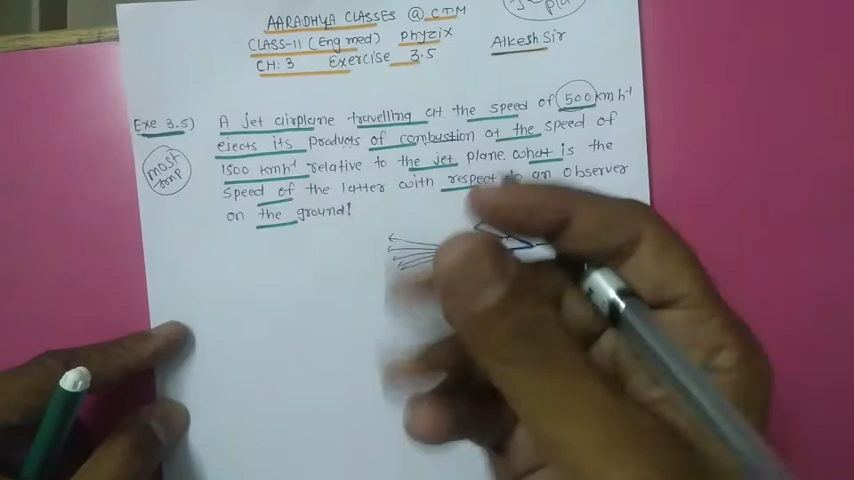 AARADHYA CLASSES @ CTM
CLASS-11 (Eng med) Phyzix
CH: 3 Exercise 3.5
Alkesh Sir
Exe 3.5) A jet airplane travelling at the speed of 500 km h⁻¹
ejects its products of combustion at the speed of
1500 kmh⁻¹ relative to the jet plane. what is the
speed of the latter with respect to an observer
on the ground?
most
Imp